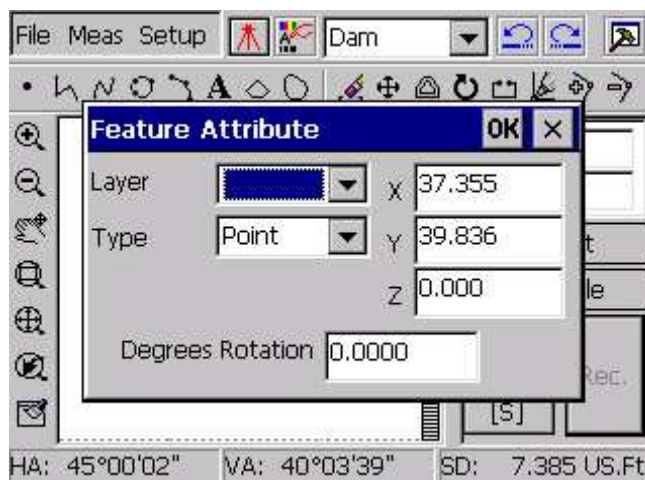 File Meas Setup Dam
A
Feature Attribute OK
Layer X 37.355
Type Point Y 39.836
Z 0.000
Degrees Rotation 0.0000
t
le
Rec.
[S]
HA: 45°00'02" VA: 40°03'39" SD: 7.385 US.Ft